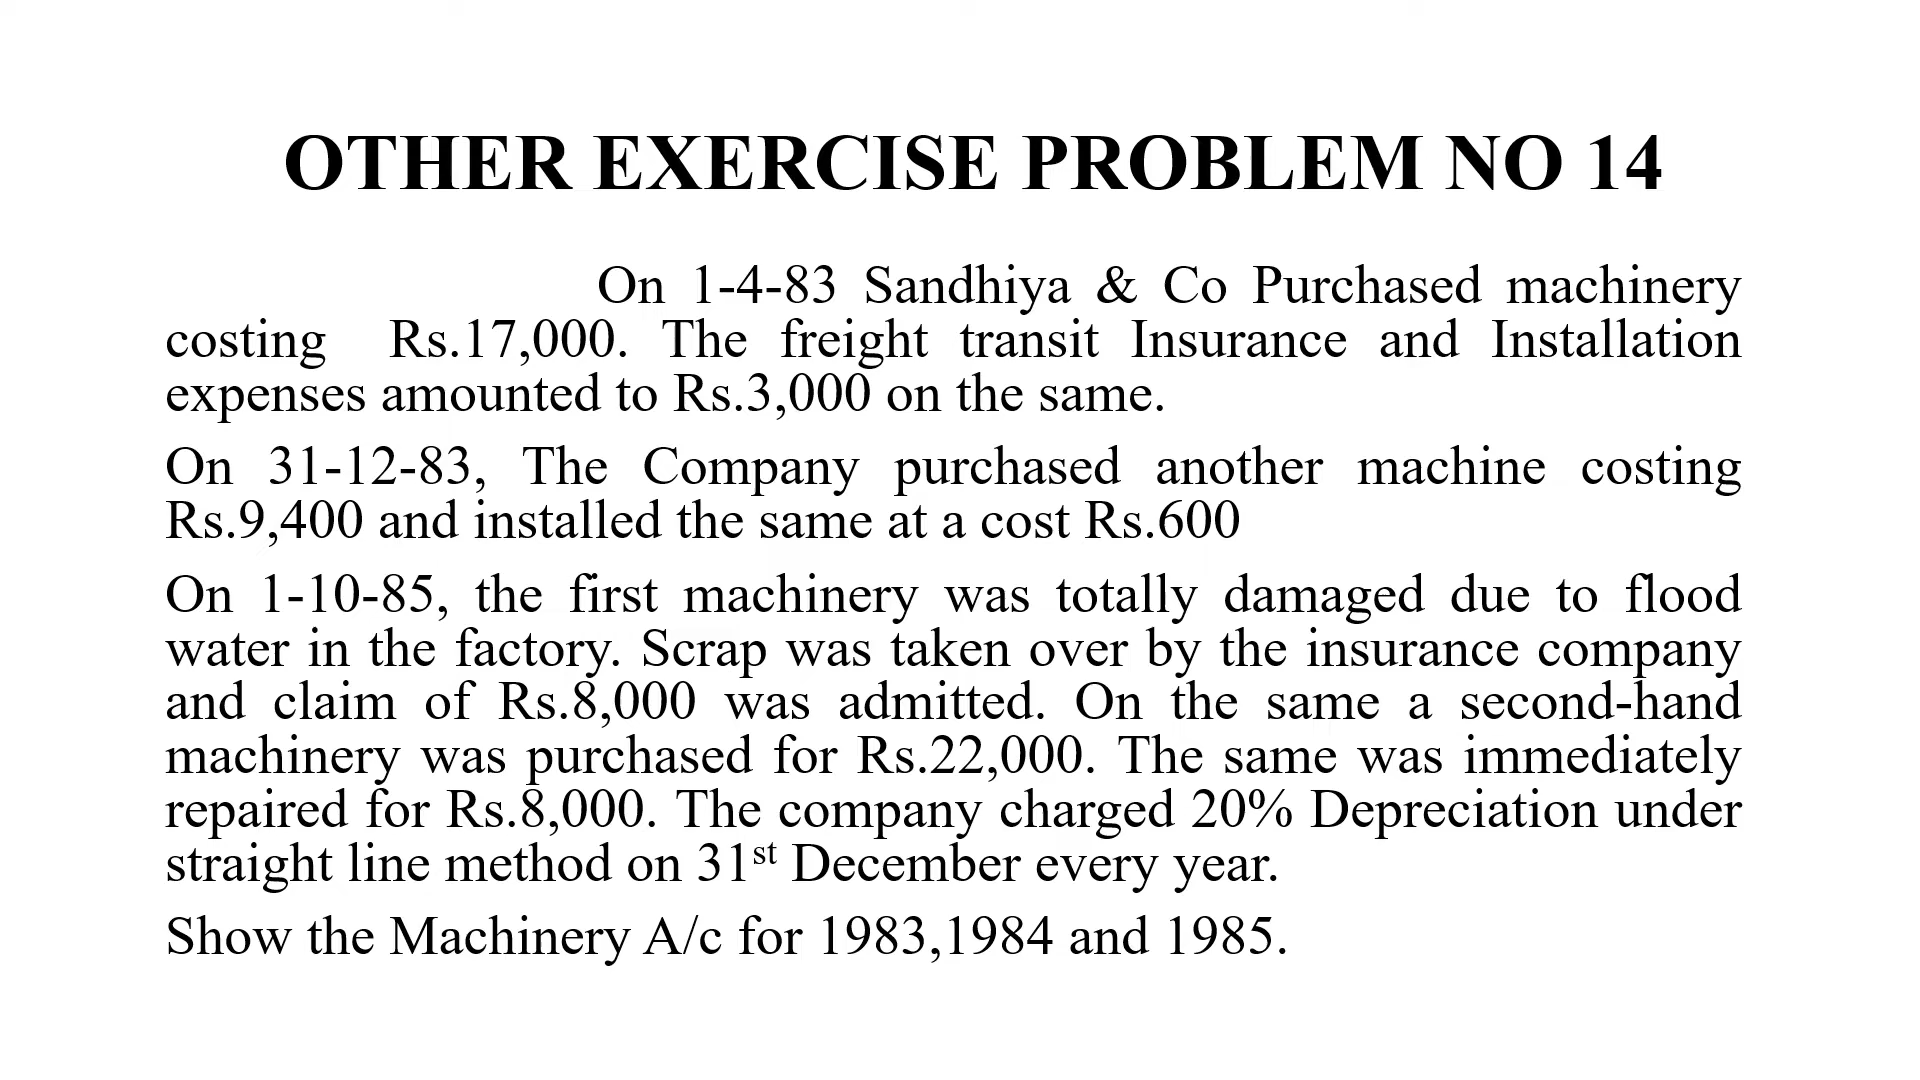 OTHER EXERCISE PROBLEM NO 14
On 1-4-83 Sandhiya & Co Purchased machinery
costing Rs.17,000. The freight transit Insurance and Installation
expenses amounted to Rs.3,000 on the same.
On 31-12-83, The Company purchased another machine costing
Rs.9,400 and installed the same at a cost Rs.600
On 1-10-85, the first machinery was totally damaged due to flood
water in the factory. Scrap was taken over by the insurance company
and claim of Rs.8,000 was admitted. On the same a second-hand
machinery was purchased for Rs.22,000. The same was immediately
repaired for Rs.8,000. The company charged 20% Depreciation under
straight line method on 31st December every year.
Show the Machinery A/c for 1983,1984 and 1985.